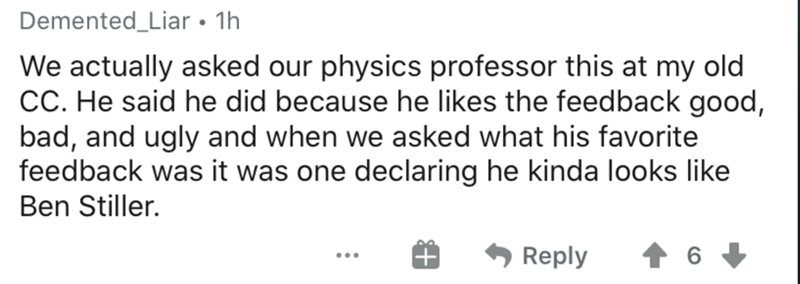 Demented_Liar • 1h
We actually asked our physics professor this at my old
CC. He said he did because he likes the feedback good,
bad, and ugly and when we asked what his favorite
feedback was it was one declaring he kinda looks like
Ben Stiller.
... Reply 6